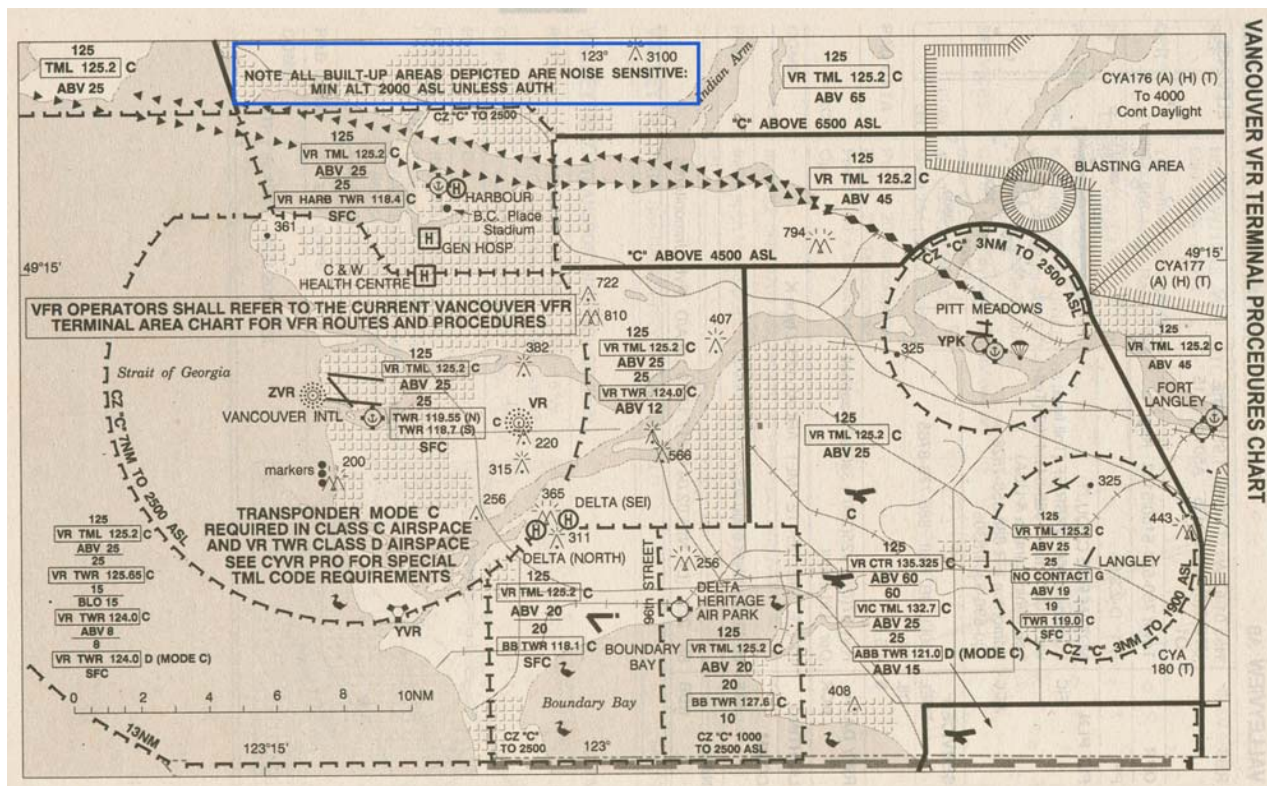 VANCOUVER VFR TERMINAL PROCEDURES CHART
125
TML 125.2 C
ABV 25
NOTE ALL BUILT-UP AREAS DEPICTED ARE NOISE SENSITIVE:
MIN ALT 2000 ASL UNLESS AUTH
123°
3100
Indian Arm
125
VR TML 125.2 C
ABV 65
CYA176 (A) (H) (T)
To 4000
Cont Daylight
CZ "C" TO 2500
"C" ABOVE 6500 ASL
125
VR TML 125.2 C
ABV 25
25
VR HARB TWR 118.4 C
SFC
H
HARBOUR
B.C. Place
Stadium
H
GEN HOSP
361
125
VR TML 125.2 C
ABV 45
BLASTING AREA
794
49°15'
"C" ABOVE 4500 ASL
CZ "C" 3NM TO 2500 ASL
49°15'
CYA177
(A) (H) (T)
C & W
HEALTH CENTRE
H
722
810
VFR OPERATORS SHALL REFER TO THE CURRENT VANCOUVER VFR
TERMINAL AREA CHART FOR VFR ROUTES AND PROCEDURES
PITT MEADOWS
YPK
325
407
125
VR TML 125.2 C
ABV 25
25
VR TWR 124.0 C
ABV 12
125
VR TML 125.2 C
ABV 45
Strait of Georgia
382
125
VR TML 125.2 C
ABV 25
25
TWR 119.55 (N)
TWR 118.7 (S)
SFC
ZVR
VANCOUVER INTL
VR
C
220
315
FORT
LANGLEY
CZ "C" 7NM TO 2500 ASL
125
VR TML 125.2 C
ABV 25
566
markers
200
256
365
DELTA (SEI)
H
H
311
DELTA (NORTH)
C
325
443
TRANSPONDER MODE C
REQUIRED IN CLASS C AIRSPACE
AND VR TWR CLASS D AIRSPACE
SEE CYVR PRO FOR SPECIAL
TML CODE REQUIREMENTS
125
VR TML 125.2 C
ABV 25
25
VR TWR 125.65 C
15
BLO 15
VR TWR 124.0 C
ABV 8
8
VR TWR 124.0 D (MODE C)
SFC
YVR
125
VR TML 125.2 C
ABV 20
20
BB TWR 118.1 C
SFC
96th STREET
256
DELTA
HERITAGE
AIR PARK
BOUNDARY
BAY
125
VR TML 125.2 C
ABV 20
20
BB TWR 127.6 C
10
CZ "C" 1000
TO 2500 ASL
125
VR CTR 135.325 C
ABV 60
60
VIC TML 132.7 C
ABV 25
25
ABB TWR 121.0 D (MODE C)
ABV 15
125
VR TML 125.2 C
ABV 25
25
NO CONTACT G
ABV 19
19
TWR 119.0 C
SFC
LANGLEY
CZ "C" 3NM TO 1900 ASL
CYA
180 (T)
Boundary Bay
408
0 2 4 6 8 10NM
13NM
123°15'
CZ "C"
TO 2500
123°